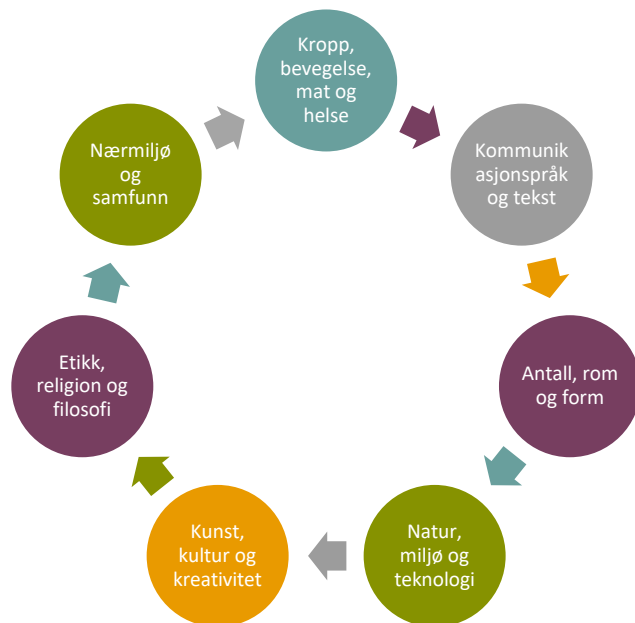 Kropp,
bevegelse,
mat og
helse
Kommunik
asjonspråk
og tekst
Antall, rom
og form
Natur,
miljø og
teknologi
Kunst,
kultur og
kreativitet
Etikk,
religion og
filosofi
Nærmiljø
og
samfunn